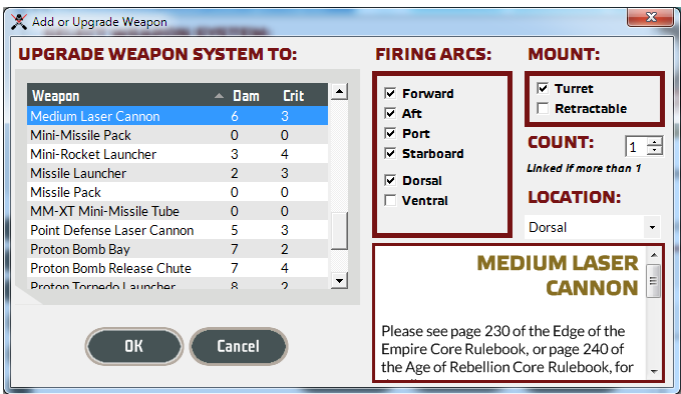 Add or Upgrade Weapon
UPGRADE WEAPON SYSTEM TO:
Weapon Dam Crit
Medium Laser Cannon 6 3
Mini-Missile Pack 0 0
Mini-Rocket Launcher 3 4
Missile Launcher 2 3
Missile Pack 0 0
MM-XT Mini-Missile Tube 0 0
Point Defense Laser Cannon 5 3
Proton Bomb Bay 7 2
Proton Bomb Release Chute 7 4
Proton Torpedo Launcher 8 2
OK Cancel
FIRING ARCS:
Forward
Aft
Port
Starboard
Dorsal
Ventral
MOUNT:
Turret
Retractable
COUNT: 1
Linked if more than 1
LOCATION:
Dorsal
MEDIUM LASER
CANNON
Please see page 230 of the Edge of the
Empire Core Rulebook, or page 240 of
the Age of Rebellion Core Rulebook, for